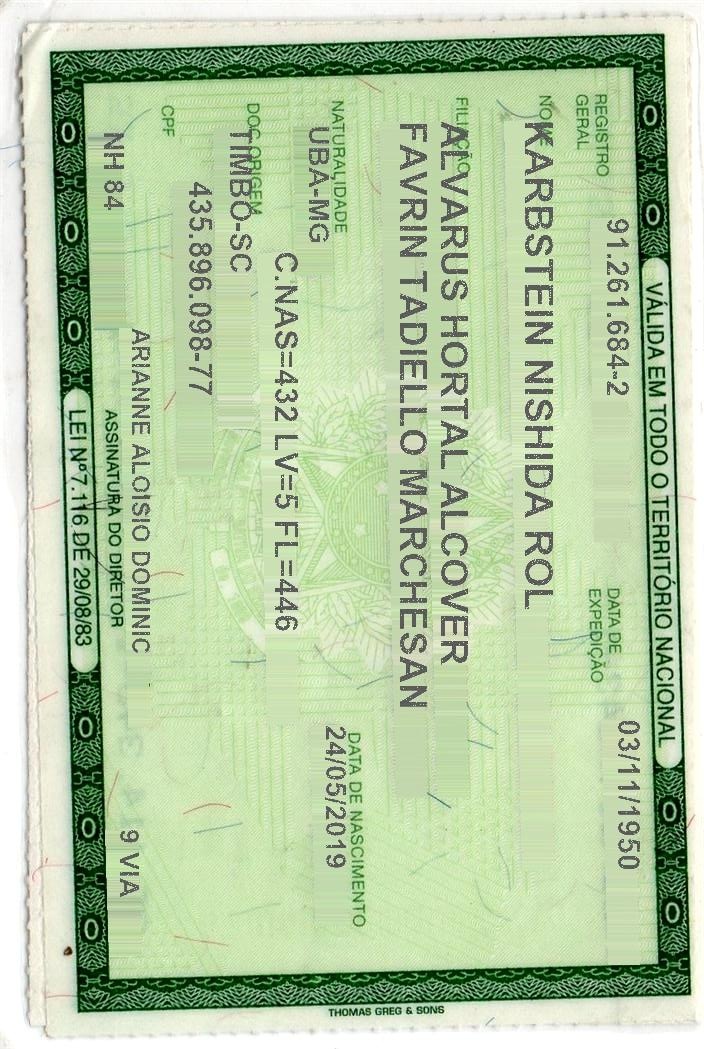 VÁLIDA EM TODO O TERRITÓRIO NACIONAL
REGISTRO GERAL 91.261.684-2 DATA DE EXPEDIÇÃO 03/11/1950
NOME KARBSTEIN NISHIDA ROL
FILIAÇÃO
ALVARUS HORTAL ALCOVER
FAVRIN TADIELLO MARCHESAN
NATURALIDADE DATA DE NASCIMENTO
UBA-MG 24/05/2019
C.NAS=432 LV=5 FL=446
DOC ORIGEM
TIMBÓ-SC
435.896.098-77
CPF
ARIANNE ALOISIO DOMINIC
NH 84 9 VIA
ASSINATURA DO DIRETOR
LEI Nº 7.116 DE 29/08/83
THOMAS GREG & SONS